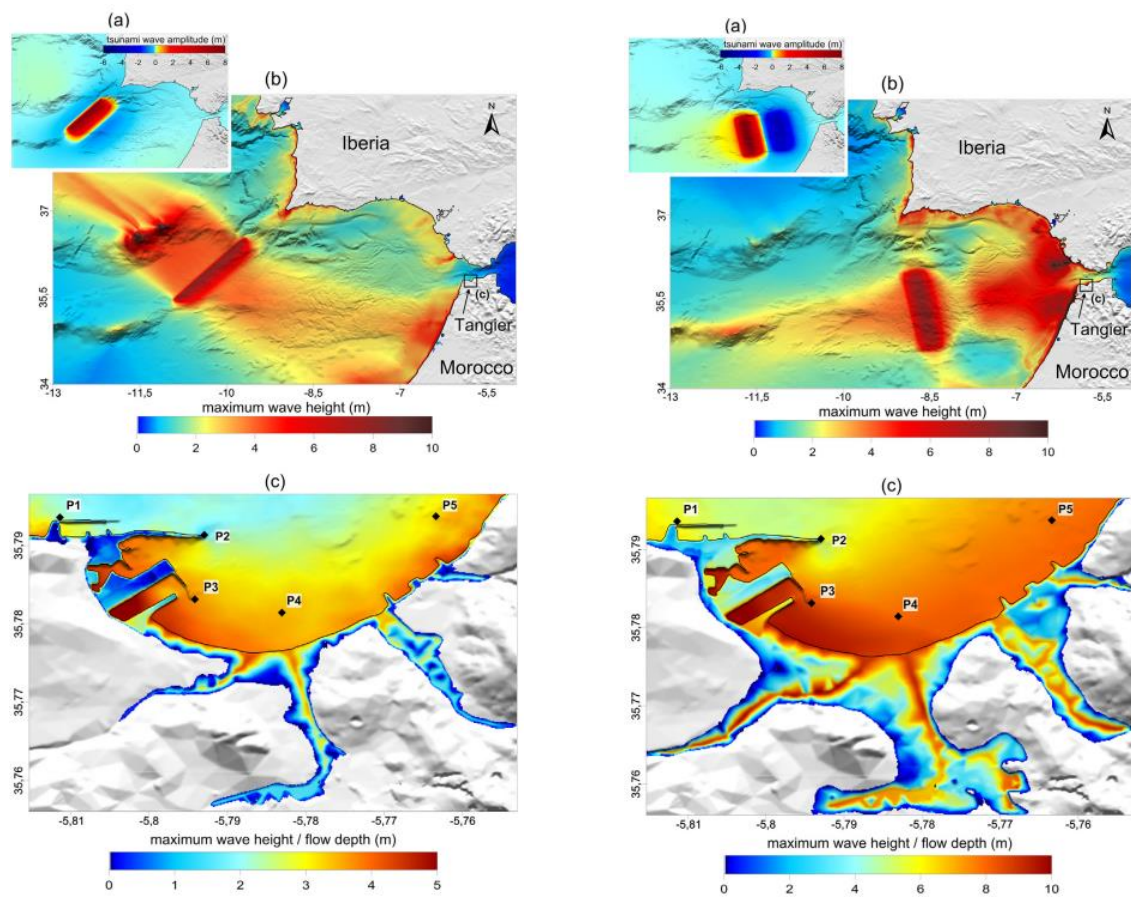 (a)
tsunami wave amplitude (m)
-6 -4 -2 0 2 4 6 8
(b)
N
Iberia
37
35,5
34
(c)
Tangier
Morocco
-13 -11,5 -10 -8,5 -7 -5,5
maximum wave height (m)
0 2 4 6 8 10
(c)
P1
P2
P3
P4
P5
35,79
35,78
35,77
35,76
-5,81 -5,8 -5,79 -5,78 -5,77 -5,76
maximum wave height / flow depth (m)
0 1 2 3 4 5
(a)
tsunami wave amplitude (m)
-6 -4 -2 0 2 4 6 8
(b)
N
Iberia
37
35,5
34
(c)
Tangier
Morocco
-13 -11,5 -10 -8,5 -7 -5,5
maximum wave height (m)
0 2 4 6 8 10
(c)
P1
P2
P3
P4
P5
35,79
35,78
35,77
35,76
-5,81 -5,8 -5,79 -5,78 -5,77 -5,76
maximum wave height / flow depth (m)
0 2 4 6 8 10